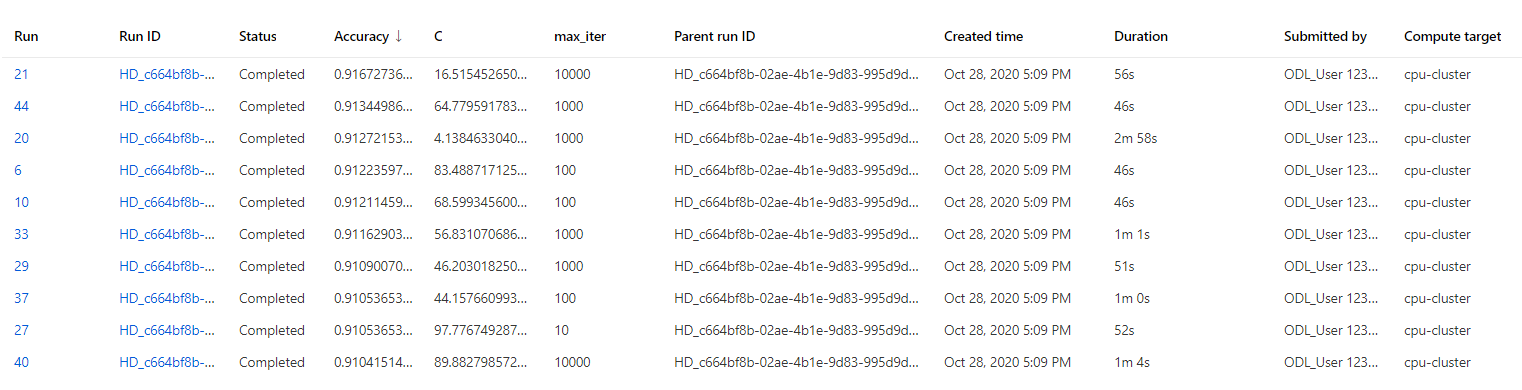 Run Run ID Status Accuracy ↓ C max_iter Parent run ID Created time Duration Submitted by Compute target
21 HD_c664bf8b-... Completed 0.91672736... 16.515452650... 10000 HD_c664bf8b-02ae-4b1e-9d83-995d9d... Oct 28, 2020 5:09 PM 56s ODL_User 123... cpu-cluster
44 HD_c664bf8b-... Completed 0.91344986... 64.779591783... 1000 HD_c664bf8b-02ae-4b1e-9d83-995d9d... Oct 28, 2020 5:09 PM 46s ODL_User 123... cpu-cluster
20 HD_c664bf8b-... Completed 0.91272153... 4.1384633040... 1000 HD_c664bf8b-02ae-4b1e-9d83-995d9d... Oct 28, 2020 5:09 PM 2m 58s ODL_User 123... cpu-cluster
6 HD_c664bf8b-... Completed 0.91223597... 83.488717125... 100 HD_c664bf8b-02ae-4b1e-9d83-995d9d... Oct 28, 2020 5:09 PM 46s ODL_User 123... cpu-cluster
10 HD_c664bf8b-... Completed 0.91211459... 68.599345600... 100 HD_c664bf8b-02ae-4b1e-9d83-995d9d... Oct 28, 2020 5:09 PM 46s ODL_User 123... cpu-cluster
33 HD_c664bf8b-... Completed 0.91162903... 56.831070686... 1000 HD_c664bf8b-02ae-4b1e-9d83-995d9d... Oct 28, 2020 5:09 PM 1m 1s ODL_User 123... cpu-cluster
29 HD_c664bf8b-... Completed 0.91090070... 46.203018250... 1000 HD_c664bf8b-02ae-4b1e-9d83-995d9d... Oct 28, 2020 5:09 PM 51s ODL_User 123... cpu-cluster
37 HD_c664bf8b-... Completed 0.91053653... 44.157660993... 100 HD_c664bf8b-02ae-4b1e-9d83-995d9d... Oct 28, 2020 5:09 PM 1m 0s ODL_User 123... cpu-cluster
27 HD_c664bf8b-... Completed 0.91053653... 97.776749287... 10 HD_c664bf8b-02ae-4b1e-9d83-995d9d... Oct 28, 2020 5:09 PM 52s ODL_User 123... cpu-cluster
40 HD_c664bf8b-... Completed 0.91041514... 89.882798572... 10000 HD_c664bf8b-02ae-4b1e-9d83-995d9d... Oct 28, 2020 5:09 PM 1m 4s ODL_User 123... cpu-cluster